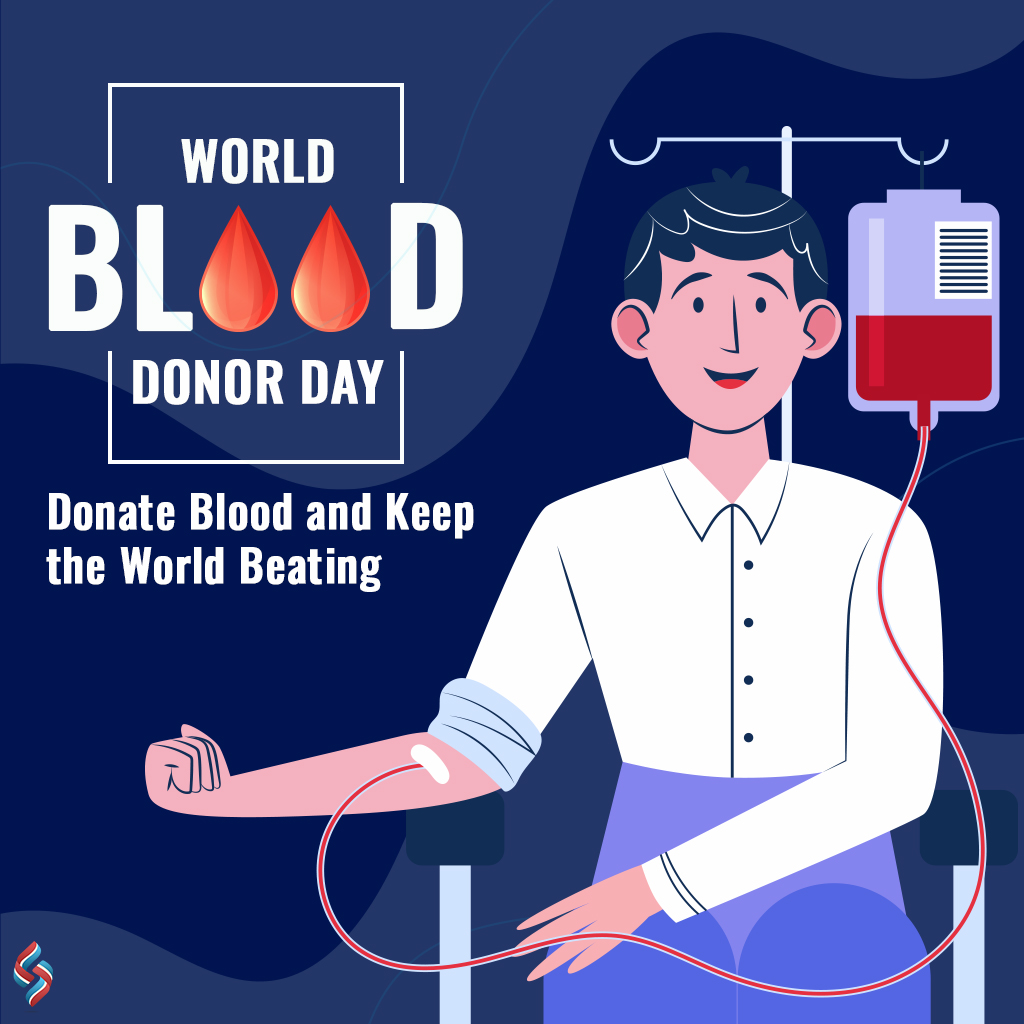 WORLD
BLOOD
DONOR DAY
Donate Blood and Keep
the World Beating